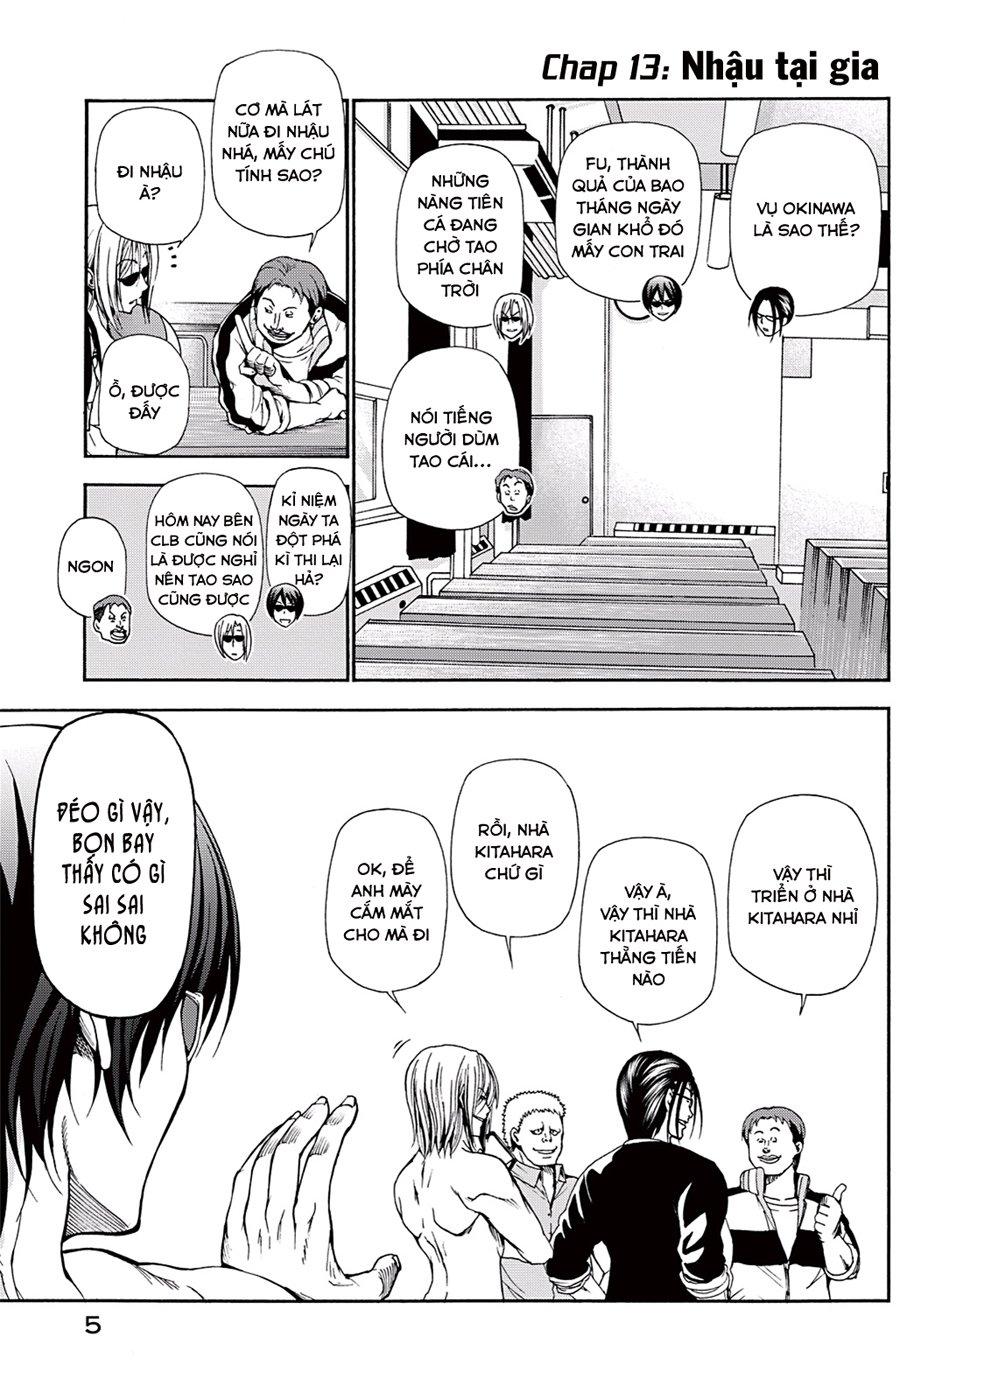 Chap 13: Nhậu tại gia
VỤ OKINAWA
LÀ SAO THẾ?
FU, THÀNH
QUẢ CỦA BAO
THÁNG NGÀY
GIAN KHỔ ĐÓ
MẤY CON TRAI
NHỮNG
NÀNG TIÊN
CÁ ĐANG
CHỜ TAO
PHÍA CHÂN
TRỜI
NÓI TIẾNG
NGƯỜI DÙM
TAO CÁI...
CƠ MÀ LÁT
NỮA ĐI NHẬU
NHÁ, MẤY CHÚ
TÍNH SAO?
ĐI NHẬU
À?
Ồ, ĐƯỢC
ĐẤY
KỈ NIỆM
NGÀY TA
ĐỘT PHÁ
KÌ THI LẠI
HẢ?
HÔM NAY BÊN
CLB CŨNG NÓI
LÀ ĐƯỢC NGHỈ
NÊN TAO SAO
CŨNG ĐƯỢC
NGON
VẬY THÌ
TRIỂN Ở NHÀ
KITAHARA NHỈ
VẬY À,
VẬY THÌ NHÀ
KITAHARA
THẲNG TIẾN
NÀO
RỒI, NHÀ
KITAHARA
CHỨ GÌ
OK, ĐỂ
ANH MÀY
CẮM MẮT
CHO MÀ ĐI
ĐÉO GÌ VẬY,
BỌN BAY
THẤY CÓ GÌ
SAI SAI
KHÔNG
5